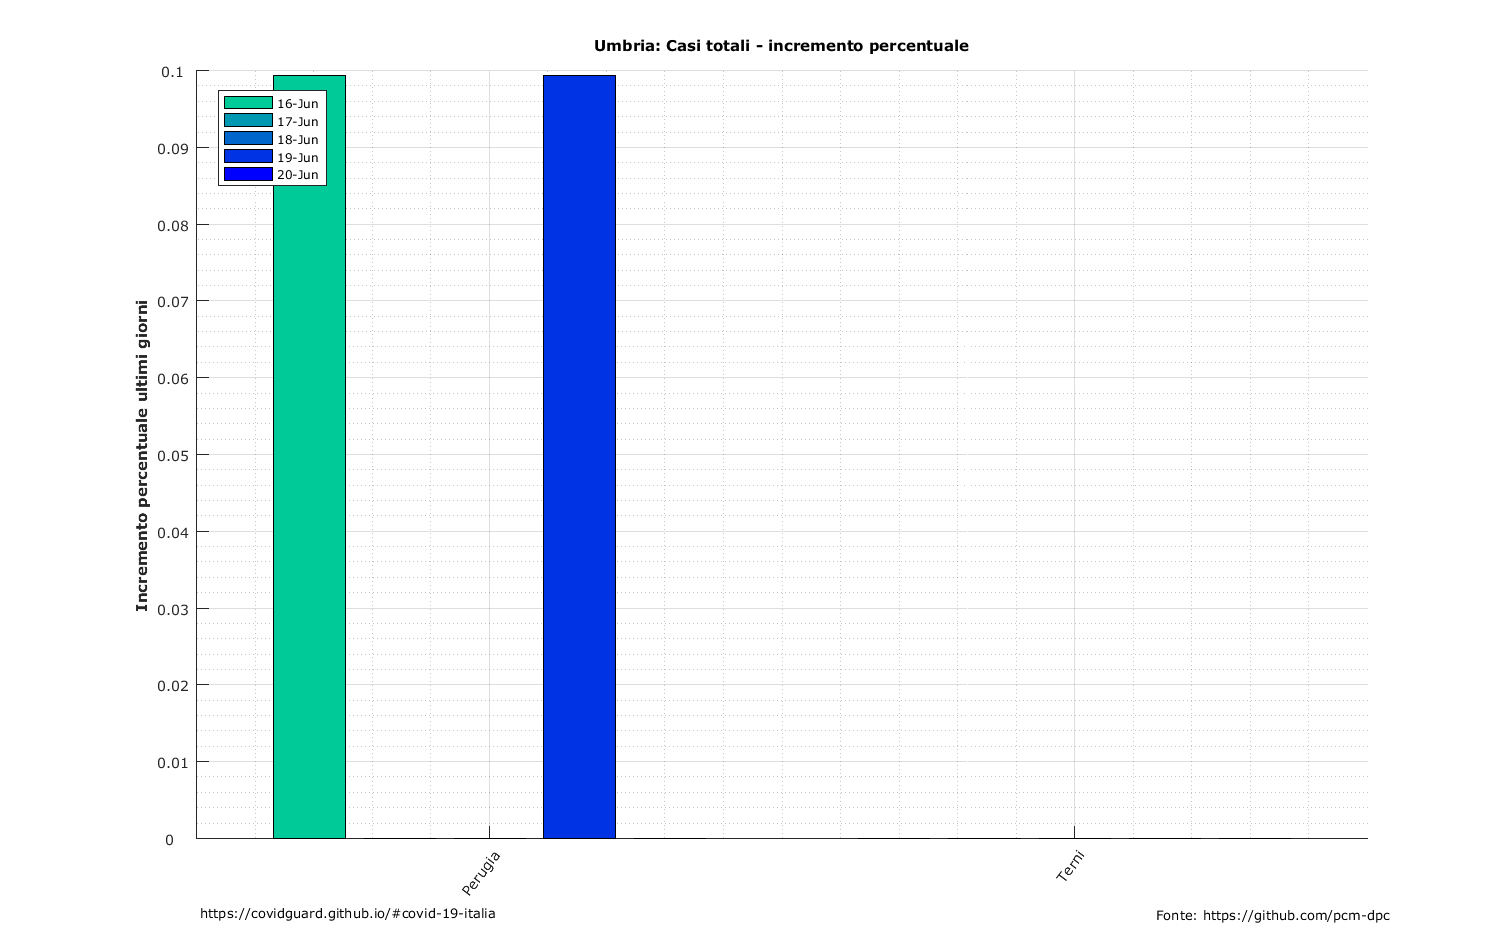 Umbria: Casi totali - incremento percentuale
0.1
0.09
0.08
0.07
0.06
0.05
0.04
0.03
0.02
0.01
0
Incremento percentuale ultimi giorni
16-Jun
17-Jun
18-Jun
19-Jun
20-Jun
Perugia
Terni
https://covidguard.github.io/#covid-19-italia
Fonte: https://github.com/pcm-dpc